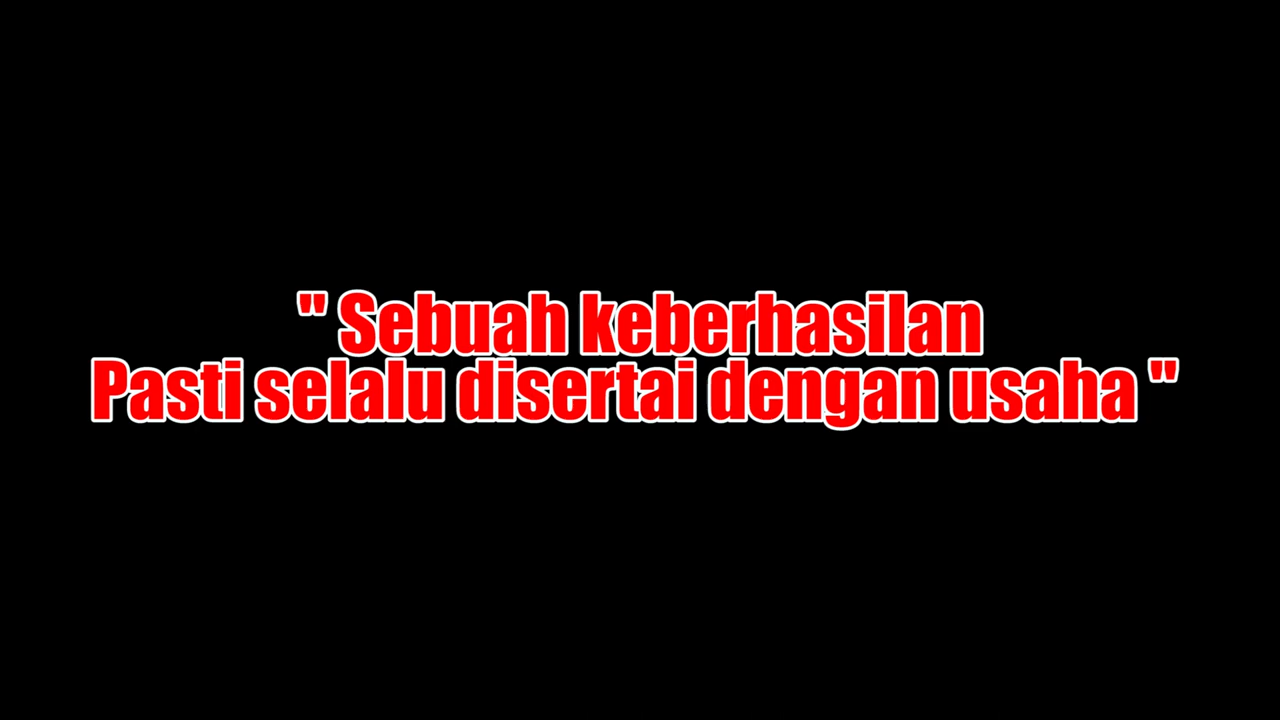 " Sebuah keberhasilan
Pasti selalu disertai dengan usaha "